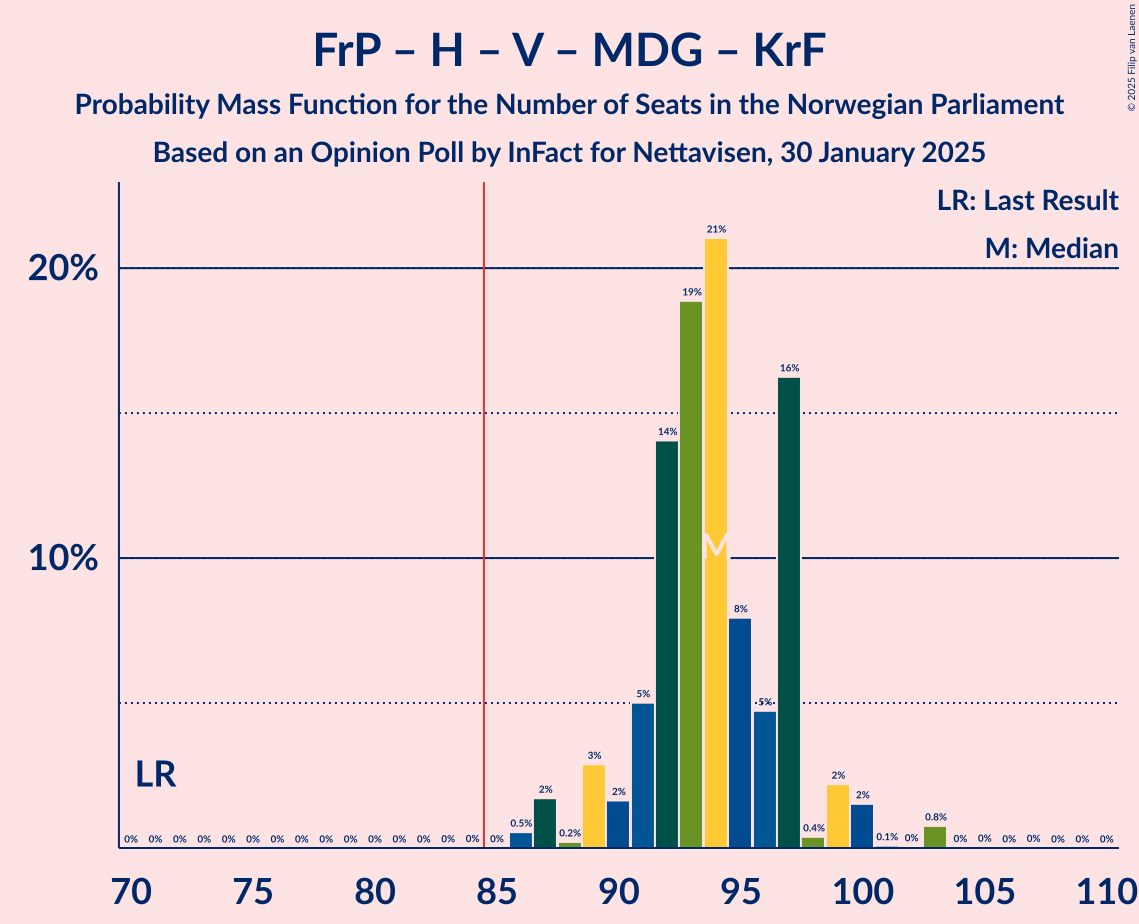 FrP – H – V – MDG – KrF
Probability Mass Function for the Number of Seats in the Norwegian Parliament
Based on an Opinion Poll by InFact for Nettavisen, 30 January 2025
© 2025 Filip van Laenen
LR: Last Result
M: Median
20%
10%
LR
M
0% 0% 0% 0% 0% 0% 0% 0% 0% 0% 0% 0% 0% 0% 0% 0% 0.5% 2% 0.2% 3% 2% 5% 14% 19% 21% 8% 5% 16% 0.4% 2% 2% 0.1% 0% 0.8% 0% 0% 0% 0% 0% 0% 0%
70 75 80 85 90 95 100 105 110